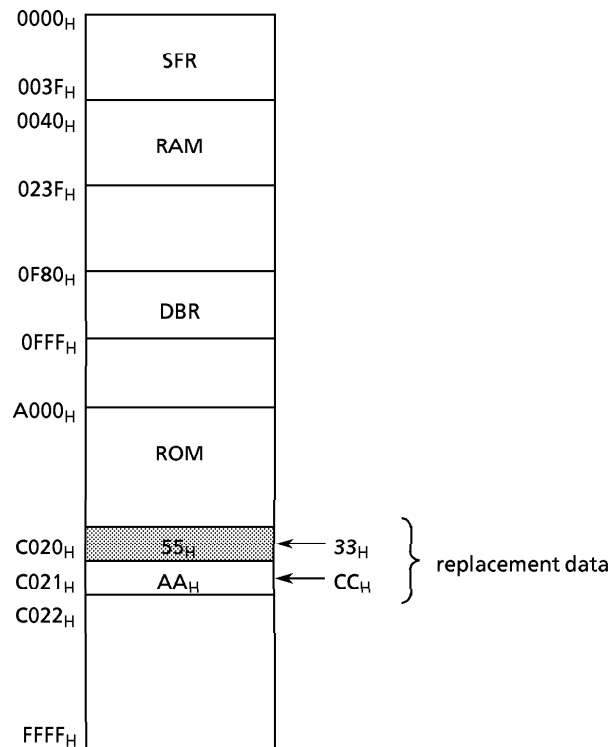 0000H
SFR
003FH
0040H
RAM
023FH
0F80H
DBR
0FFFH
A000H
ROM
C020H 55H 33H
replacement data
C021H AAH CCH
C022H
FFFFH